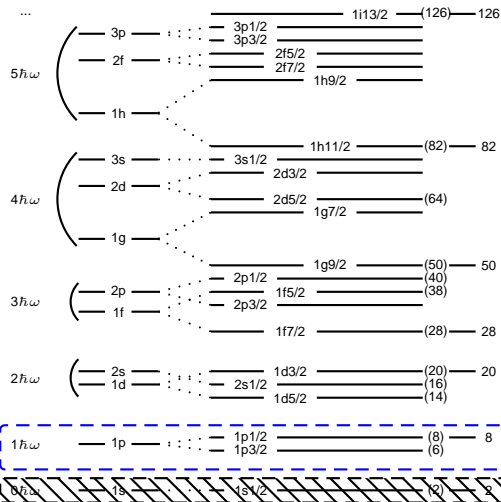 ... 1i13/2 (126) 126
3p 3p1/2
3p3/2
2f 2f5/2
5ħω 2f7/2
1h9/2
1h
1h11/2 (82) 82
3s 3s1/2
2d3/2
2d
4ħω 2d5/2 (64)
1g7/2
1g
1g9/2 (50) 50
2p1/2 (40)
2p 1f5/2 (38)
3ħω 2p3/2
1f
1f7/2 (28) 28
2s 1d3/2 (20) 20
2ħω 1d 2s1/2 (16)
1d5/2 (14)
1p1/2 (8) 8
1ħω 1p
1p3/2 (6)
0ħω 1s 1s1/2 (2) 2